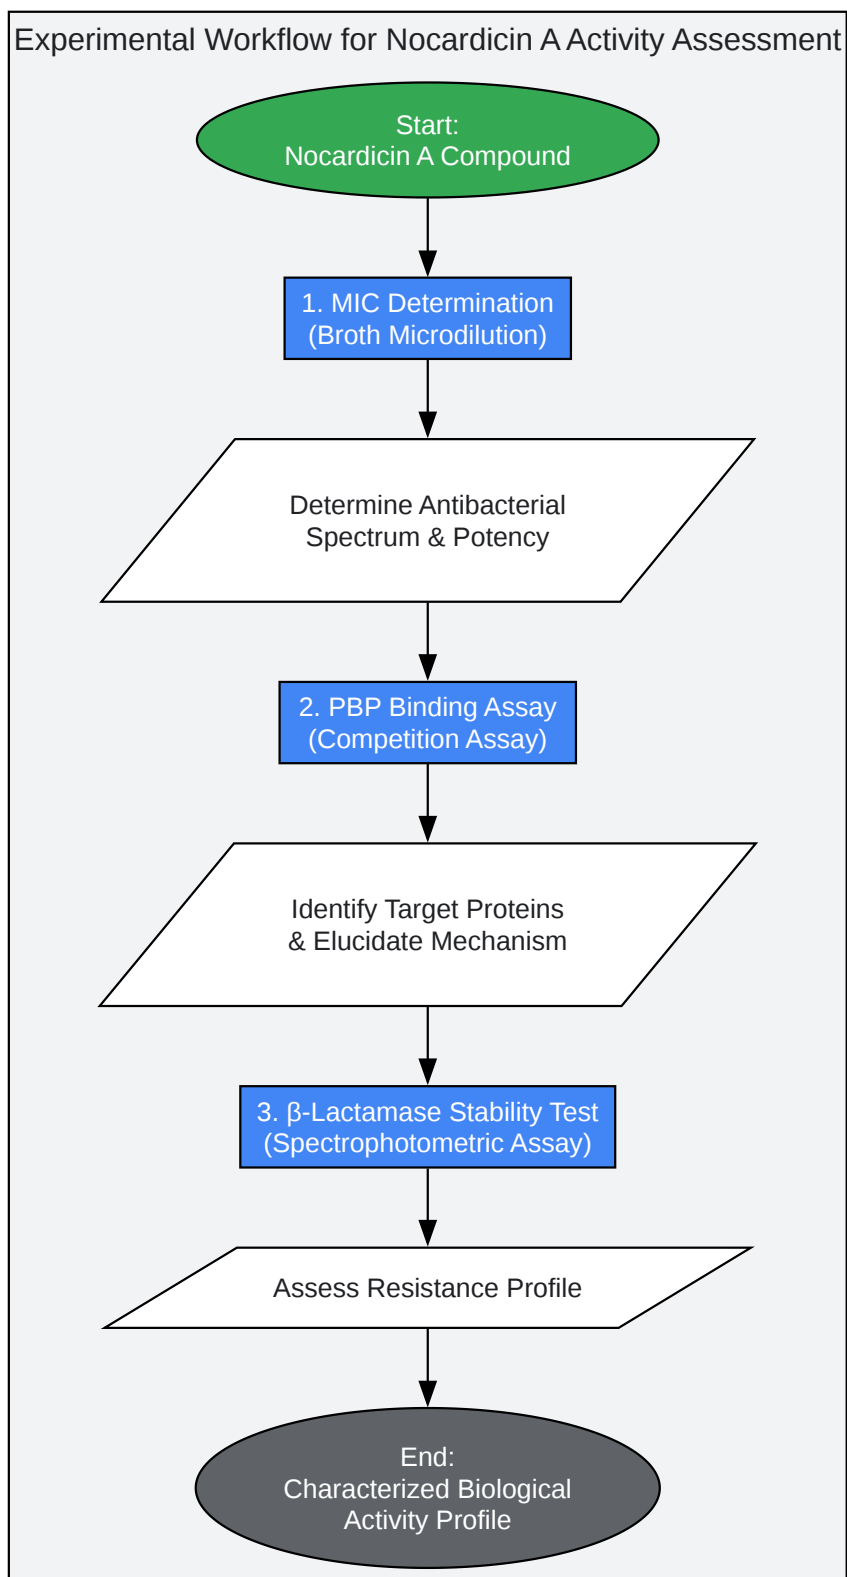 Experimental Workflow for Nocardicin A Activity Assessment
Start:
Nocardicin A Compound
1. MIC Determination
(Broth Microdilution)
Determine Antibacterial
Spectrum & Potency
2. PBP Binding Assay
(Competition Assay)
Identify Target Proteins
& Elucidate Mechanism
3. β-Lactamase Stability Test
(Spectrophotometric Assay)
Assess Resistance Profile
End:
Characterized Biological
Activity Profile